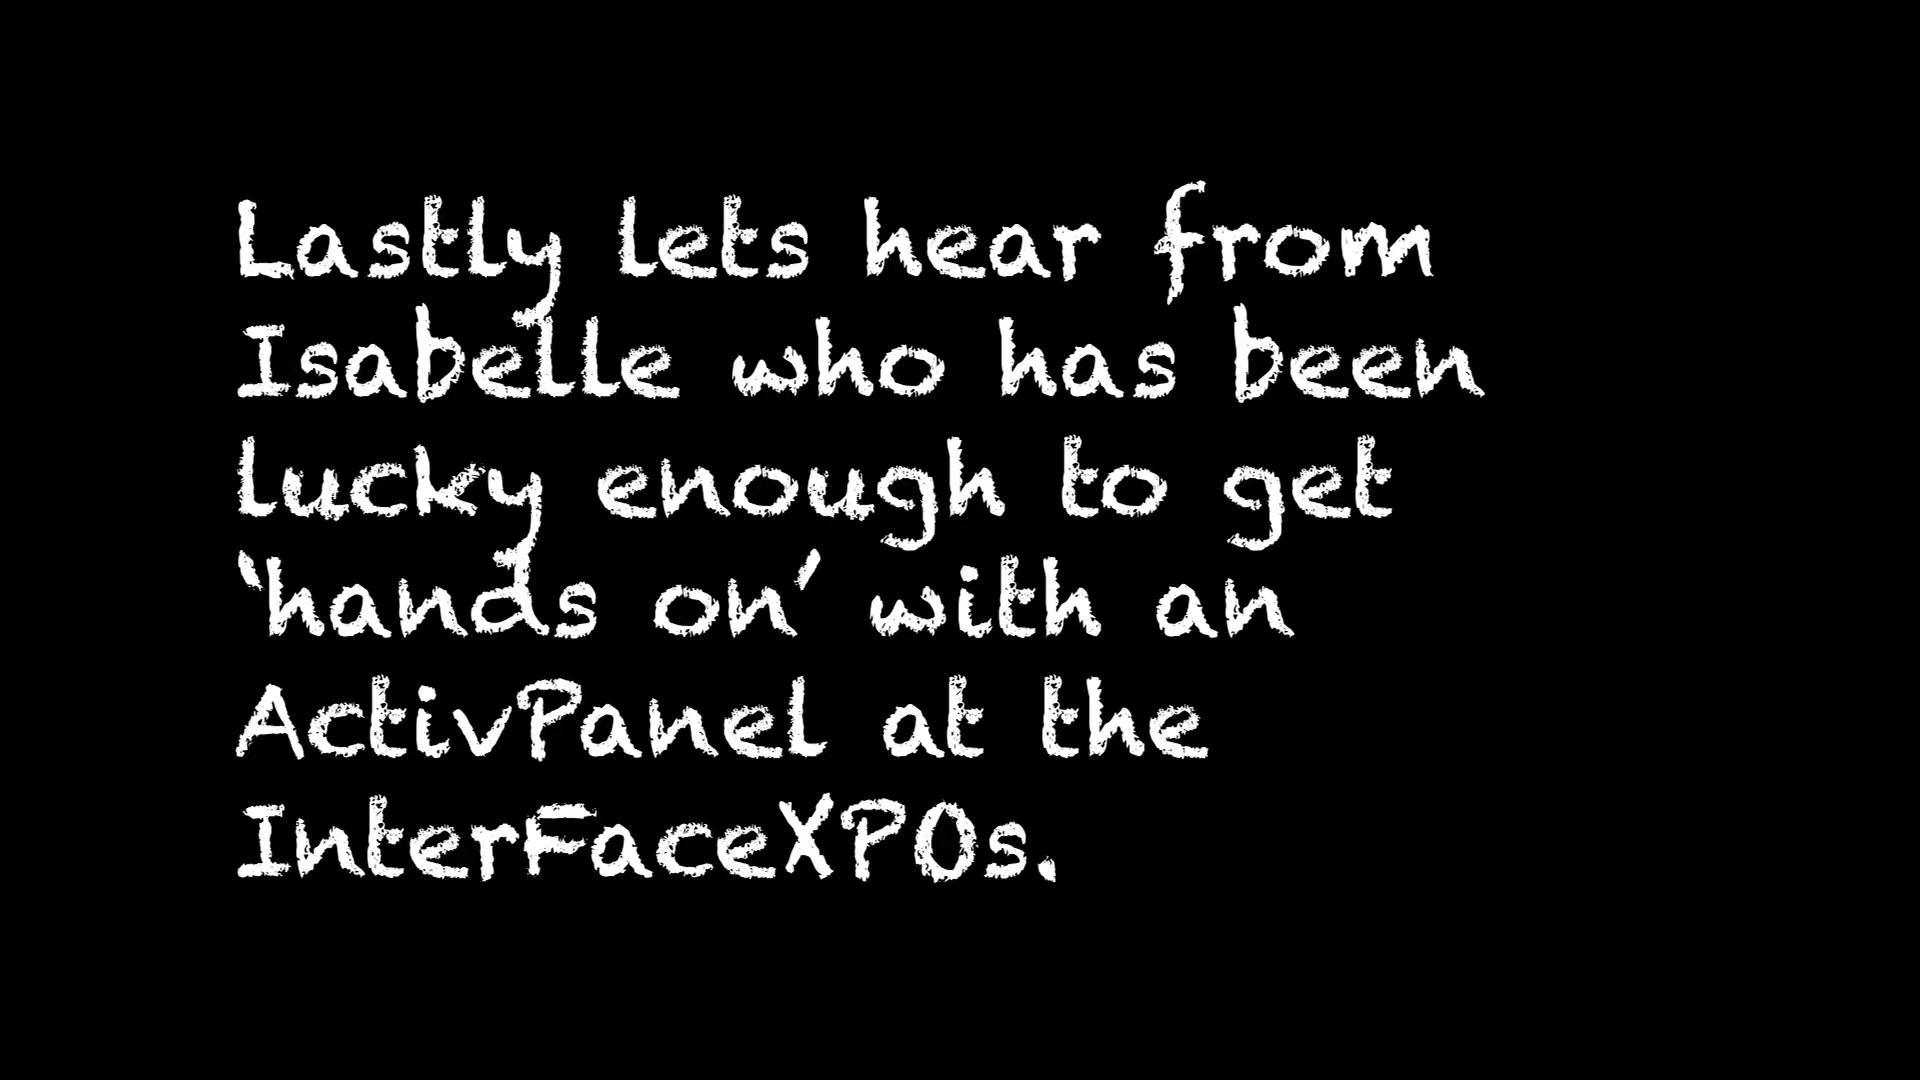 Lastly lets hear from
Isabelle who has been
lucky enough to get
‘hands on’ with an
ActivPanel at the
InterFaceXPOs.